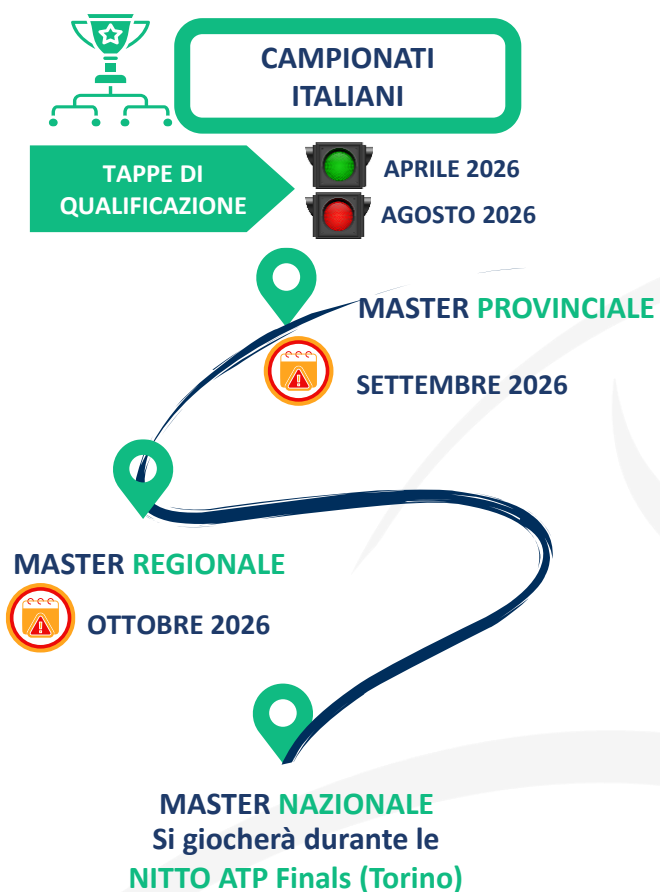 CAMPIONATI
ITALIANI
TAPPE DI
QUALIFICAZIONE
APRILE 2026
AGOSTO 2026
MASTER PROVINCIALE
SETTEMBRE 2026
MASTER REGIONALE
OTTOBRE 2026
MASTER NAZIONALE
Si giocherà durante le
NITTO ATP Finals (Torino)